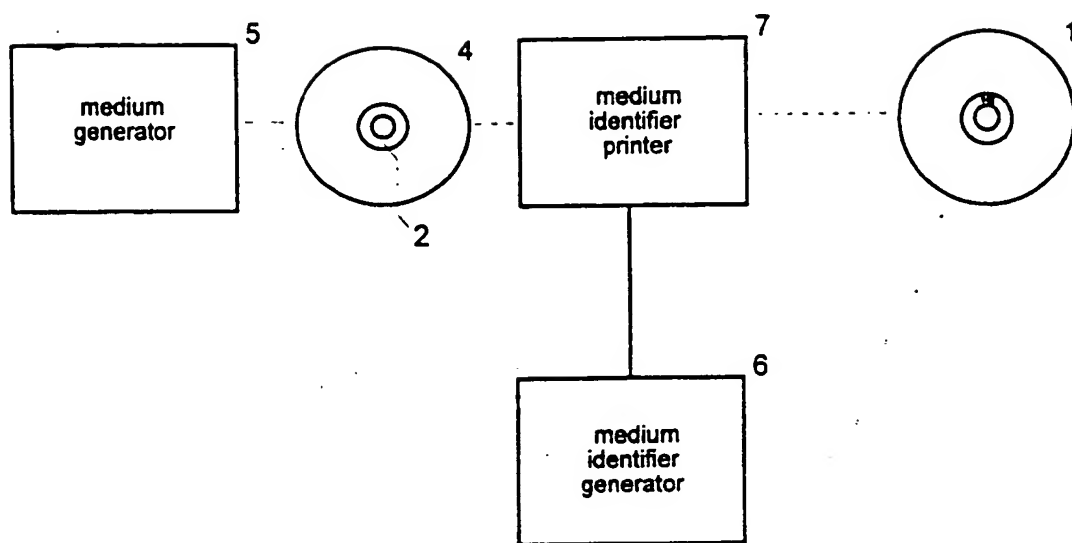 5
medium
generator
4
2
7
medium
identifier
printer
1
6
medium
identifier
generator